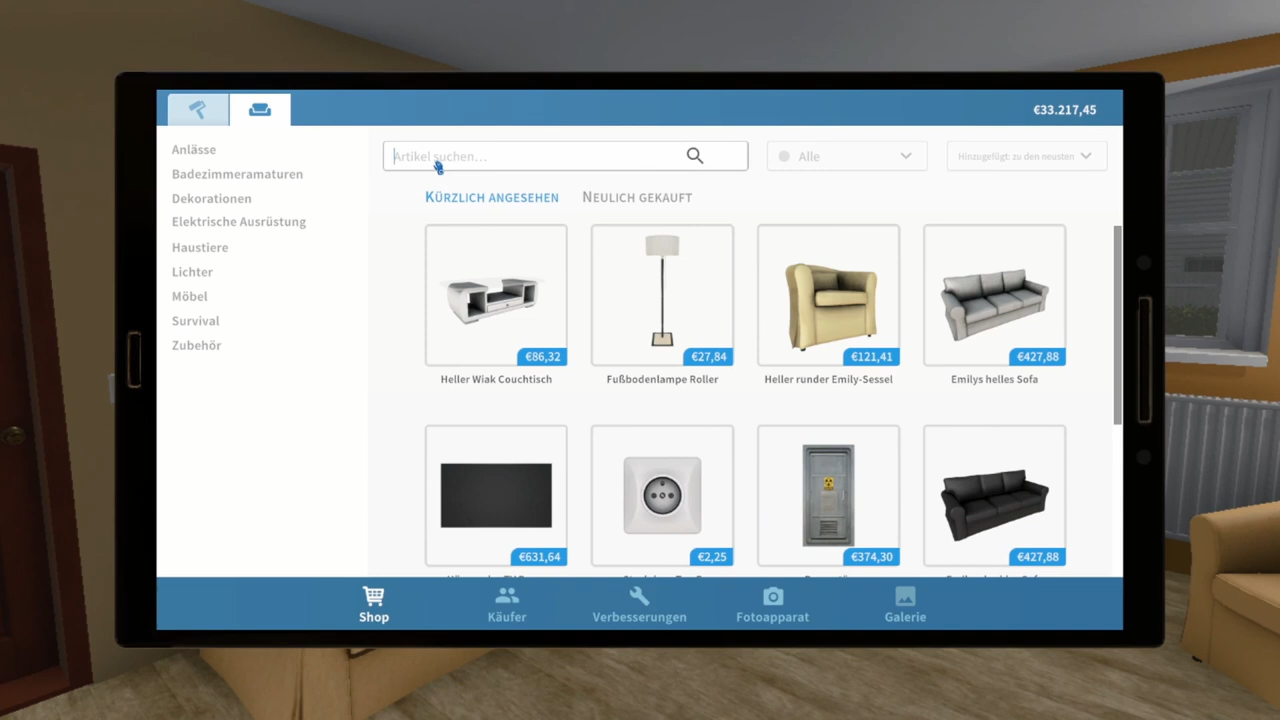 €33.217,45
Anlässe
Badezimmeramaturen
Dekorationen
Elektrische Ausrüstung
Haustiere
Lichter
Möbel
Survival
Zubehör
Artikel suchen...
Alle
Hinzugefügt: zu den neusten
KÜRZLICH ANGESEHEN
NEULICH GEKAUFT
€86,32
€27,84
€121,41
€427,88
Heller Wiak Couchtisch
Fußbodenlampe Roller
Heller runder Emily-Sessel
Emilys helles Sofa
€631,64
€2,25
€374,30
€427,88
Shop
Käufer
Verbesserungen
Fotoapparat
Galerie